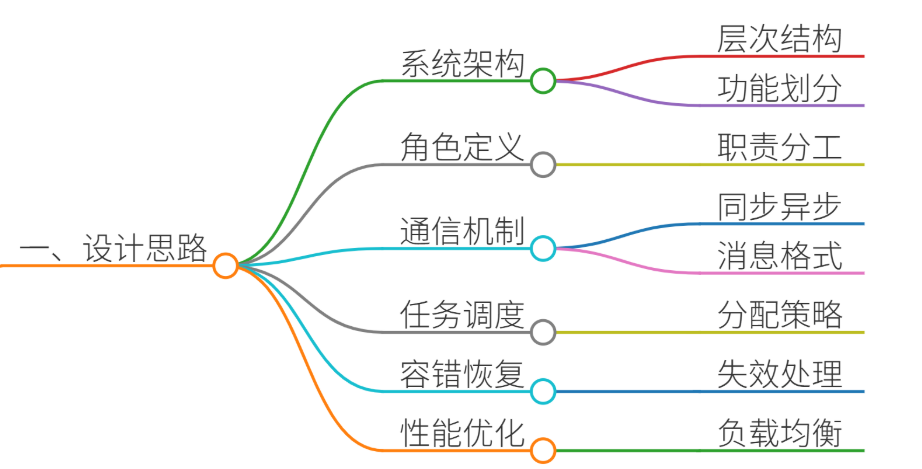 一、设计思路
系统架构
层次结构
功能划分
角色定义
职责分工
通信机制
同步异步
消息格式
任务调度
分配策略
容错恢复
失效处理
性能优化
负载均衡